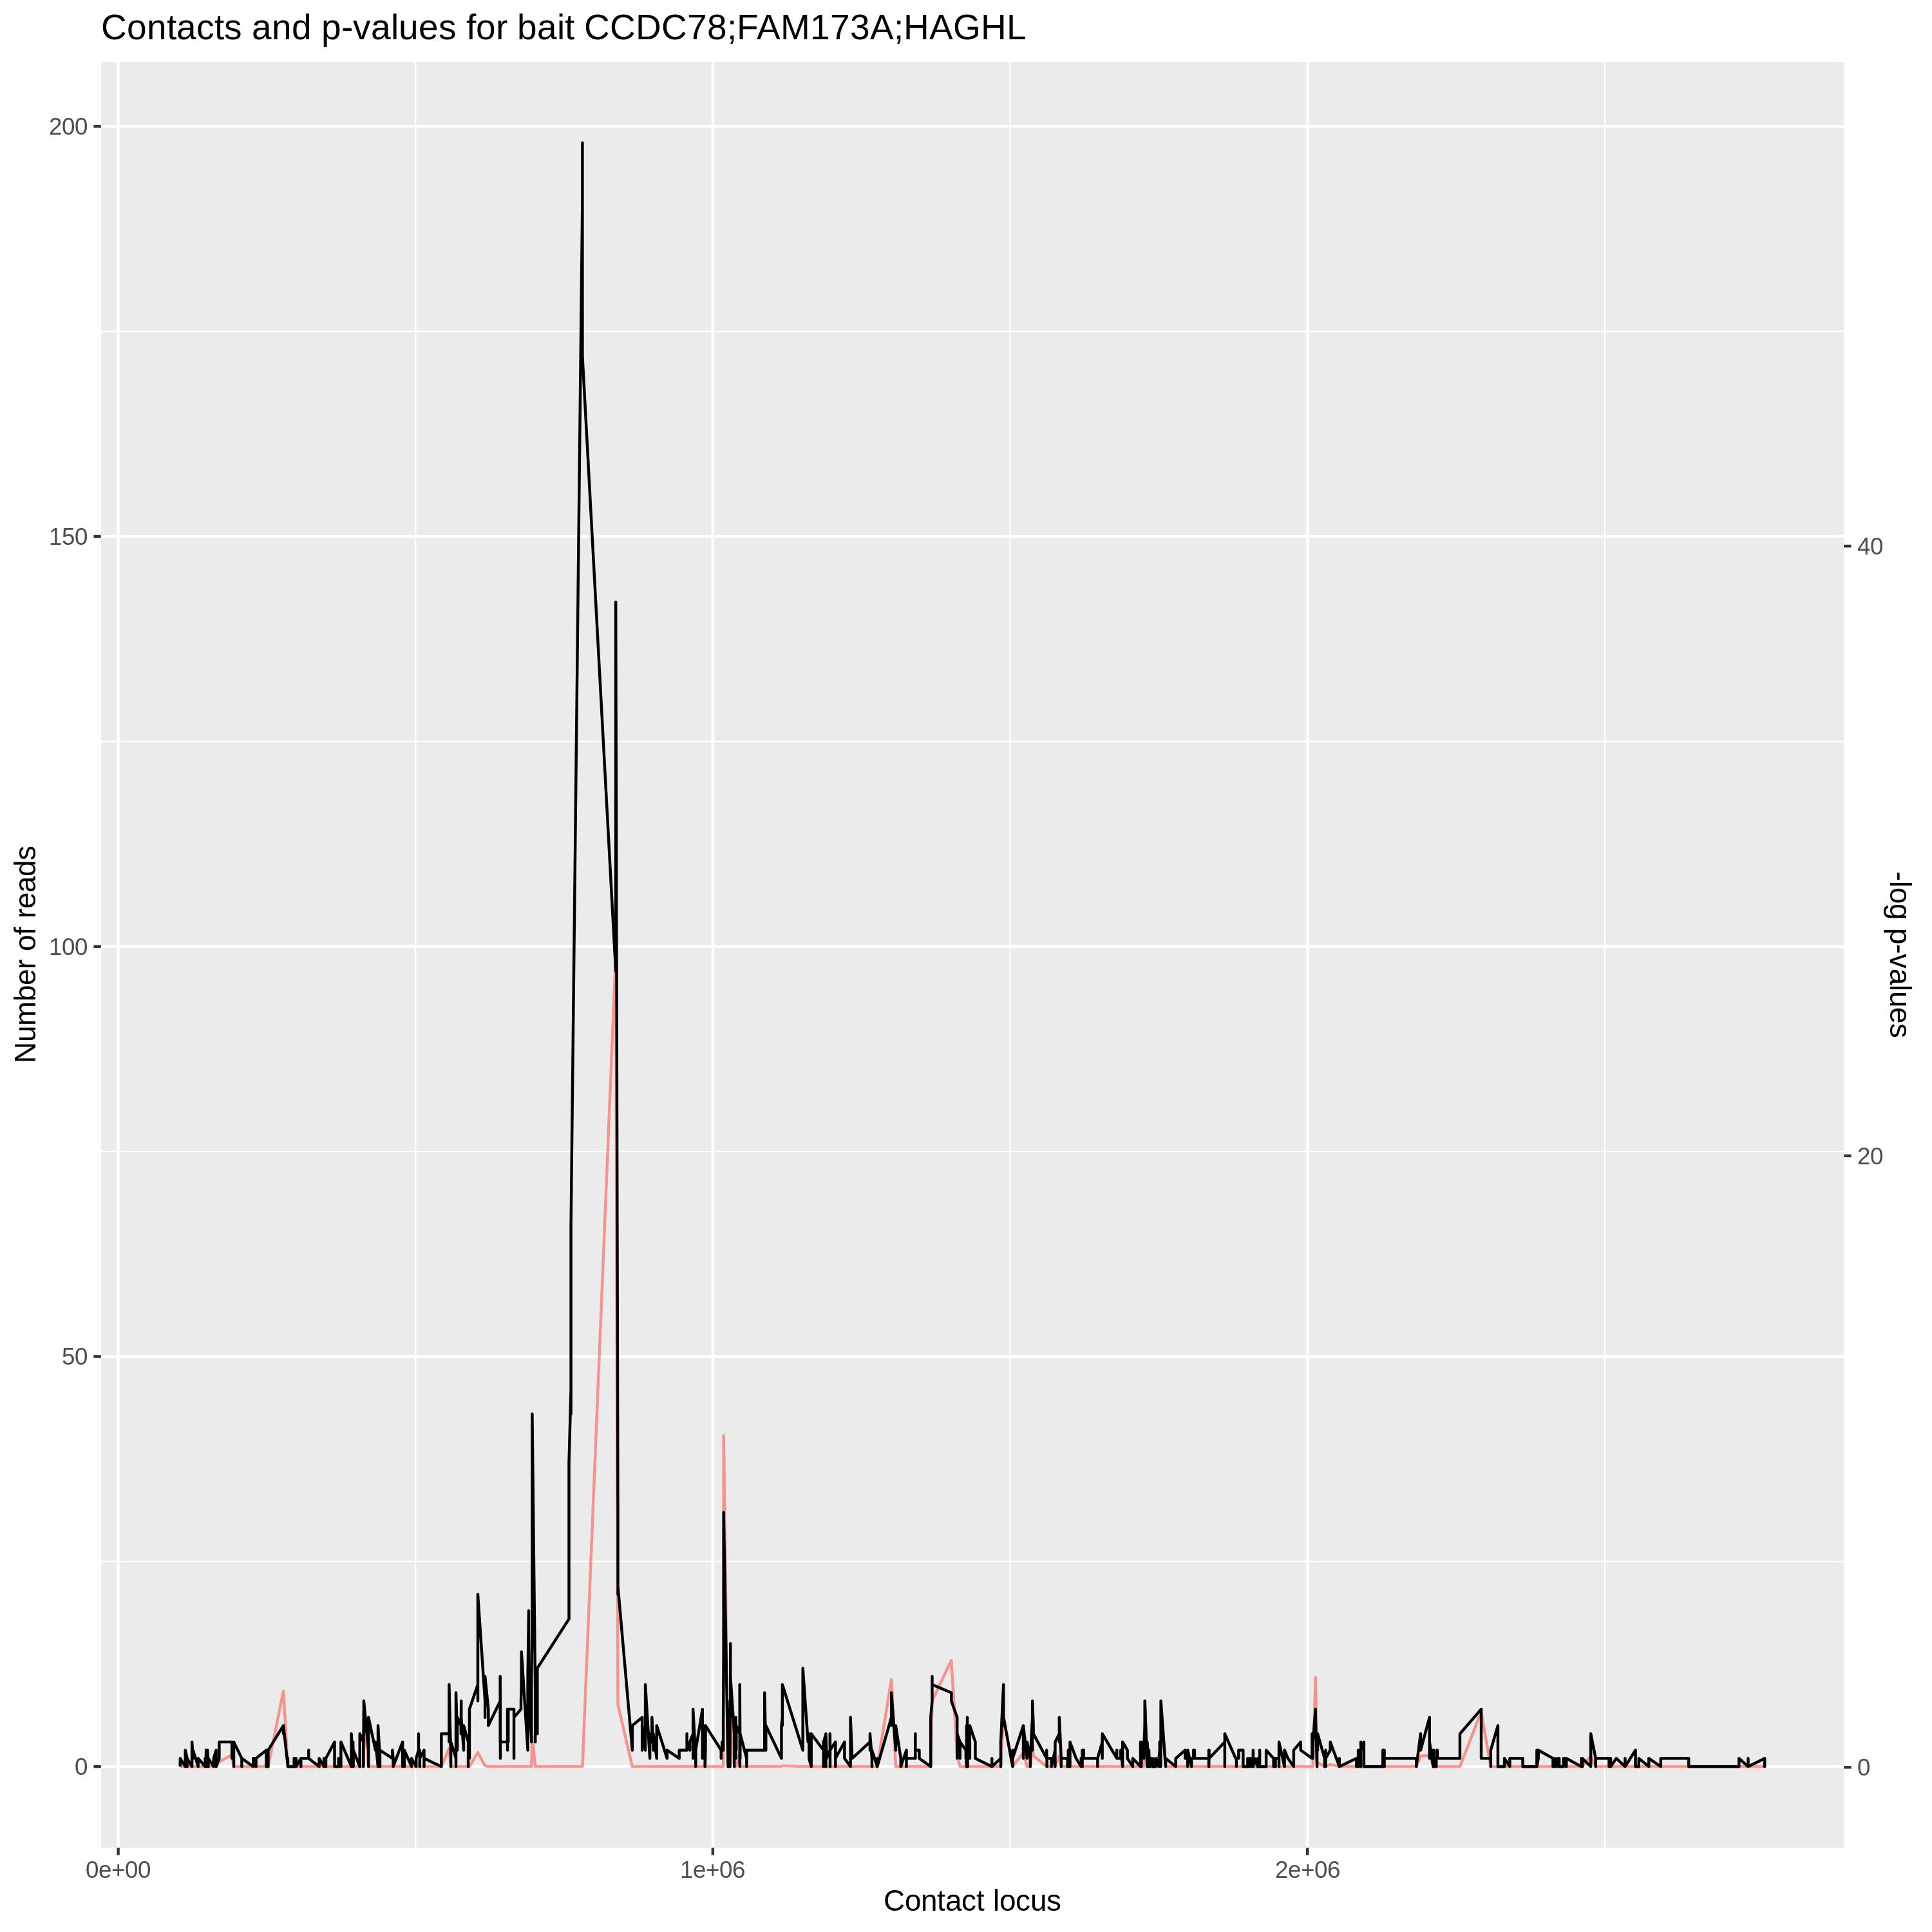 Contacts and p-values for bait CCDC78;FAM173A;HAGHL
200
150
100
50
0
Number of reads
40
20
0
-log p-values
0e+00
1e+06
2e+06
Contact locus